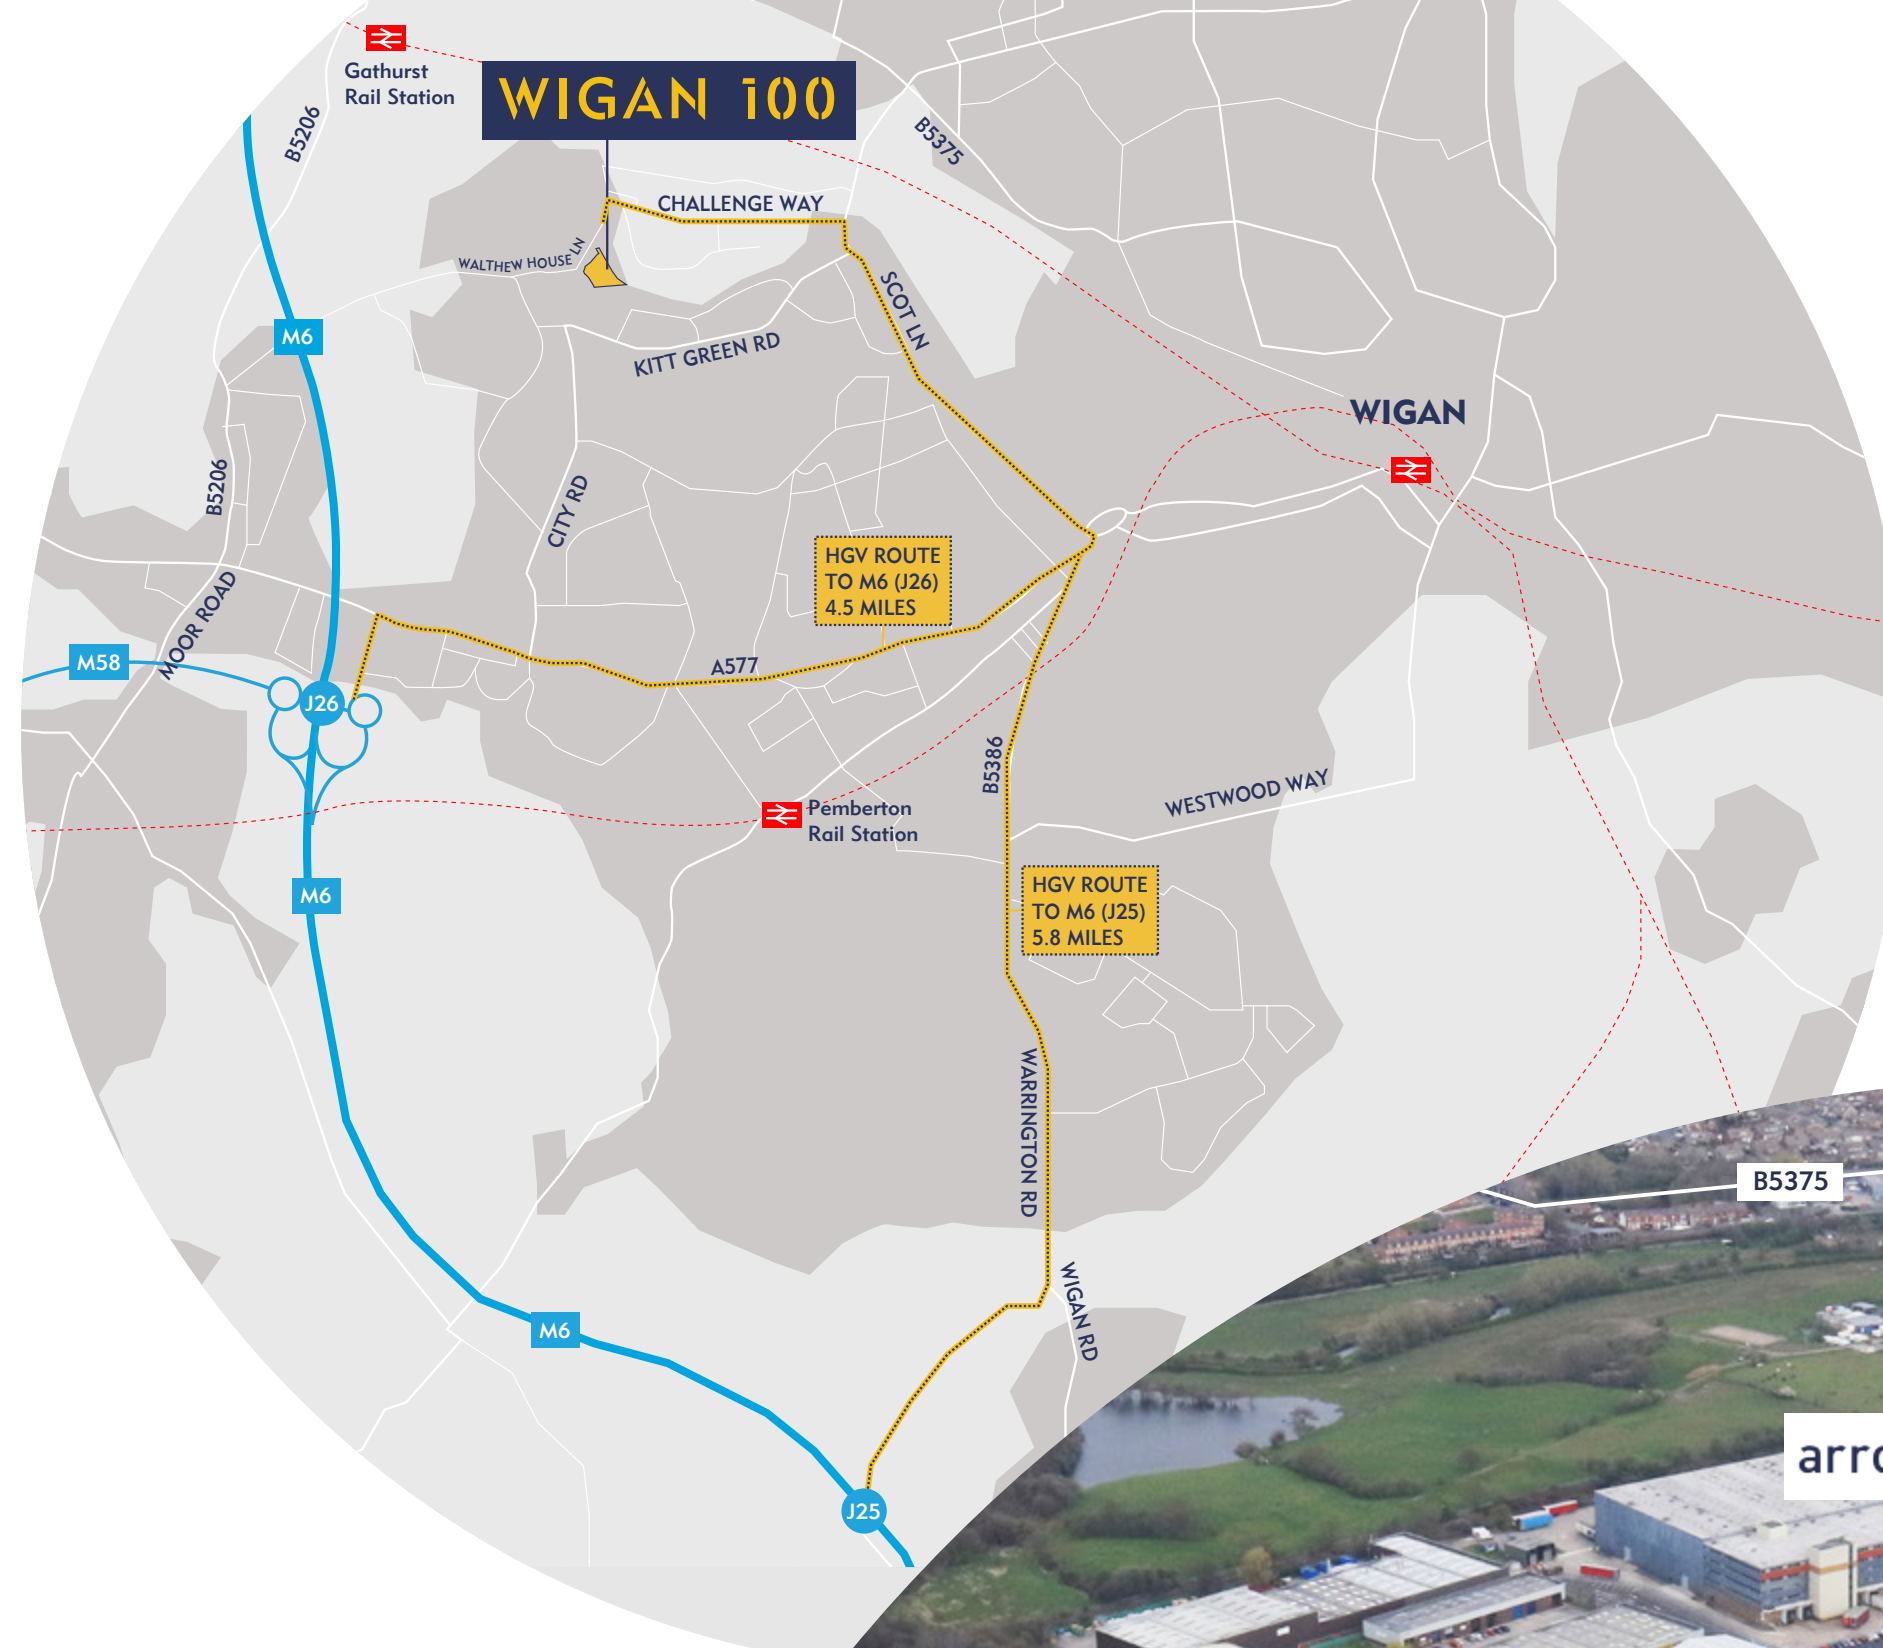 Gathurst
Rail Station
WIGAN 100
B5206
B5375
CHALLENGE WAY
WALTHEW HOUSE LN
SCOT LN
M6
KITT GREEN RD
WIGAN
B5206
CITY RD
HGV ROUTE
TO M6 (J26)
4.5 MILES
MOOR ROAD
M58
A577
J26
B5386
WESTWOOD WAY
Pemberton
Rail Station
M6
HGV ROUTE
TO M6 (J25)
5.8 MILES
WARRINGTON RD
B5375
WIGAN RD
M6
J25